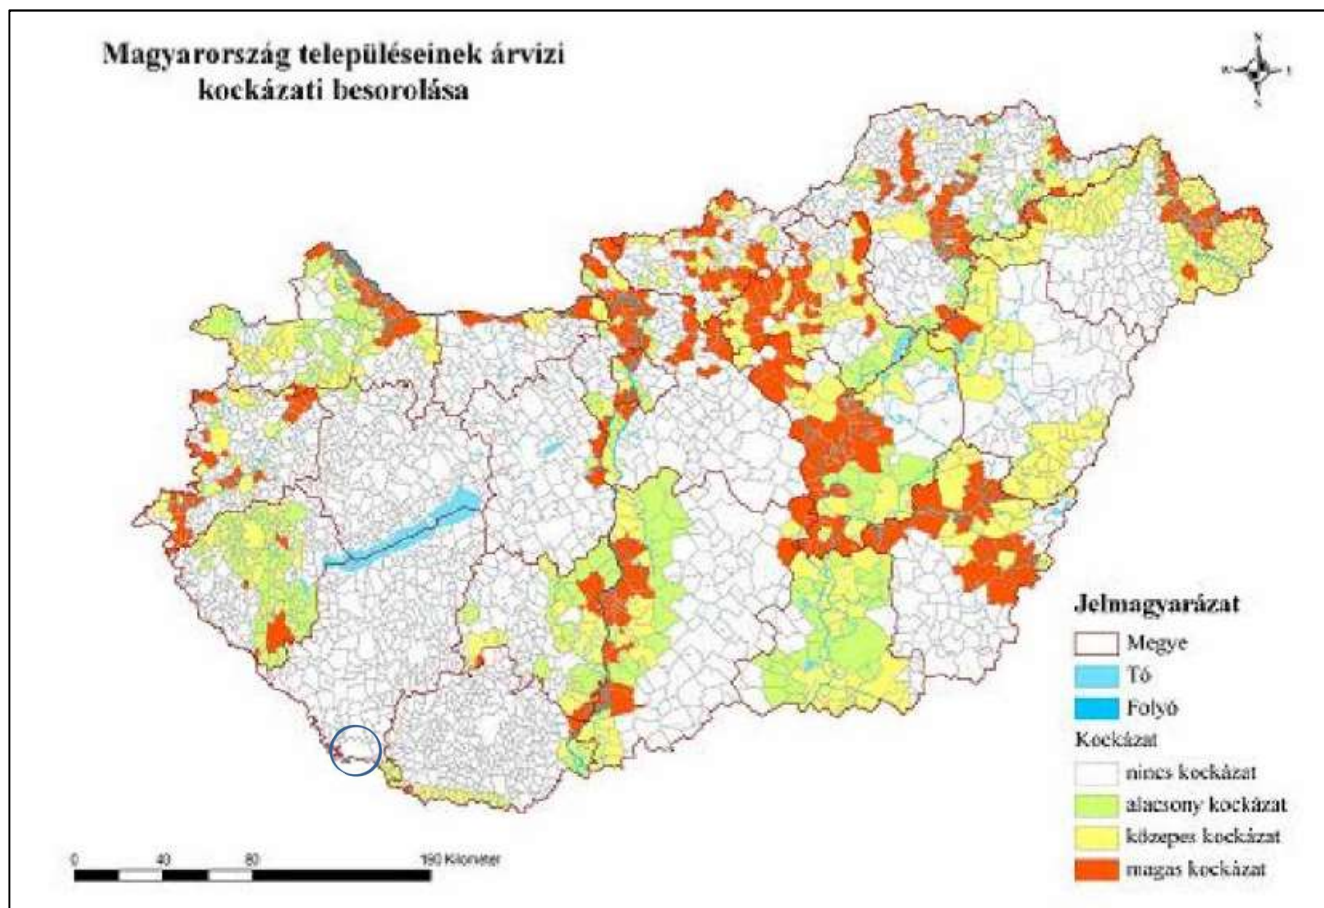 Magyarország településeinek árvízi
kockázati besorolása
N
W
E
S
Jelmagyarázat
Megye
Tó
Folyó
Kockázat
nincs kockázat
alacsony kockázat
közepes kockázat
magas kockázat
0 40 80 160 Kilométer